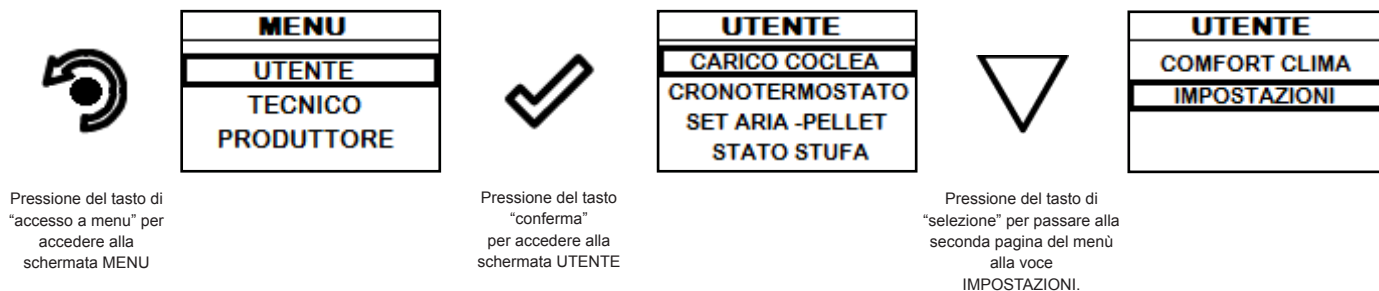 MENU
UTENTE
TECNICO
PRODUTTORE
UTENTE
CARICO COCLEA
CRONOTERMOSTATO
SET ARIA -PELLET
STATO STUFA
UTENTE
COMFORT CLIMA
IMPOSTAZIONI
Pressione del tasto di
“accesso a menu” per
accedere alla
schermata MENU
Pressione del tasto
“conferma”
per accedere alla
schermata UTENTE
Pressione del tasto di
“selezione” per passare alla
seconda pagina del menù
alla voce
IMPOSTAZIONI.